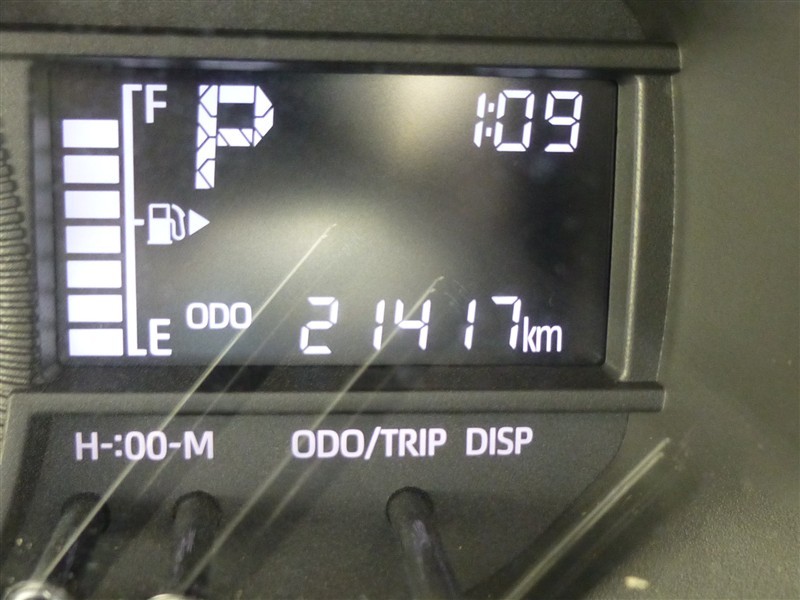 F P 1:09
E ODO 21417km
H-:00-M ODO/TRIP DISP